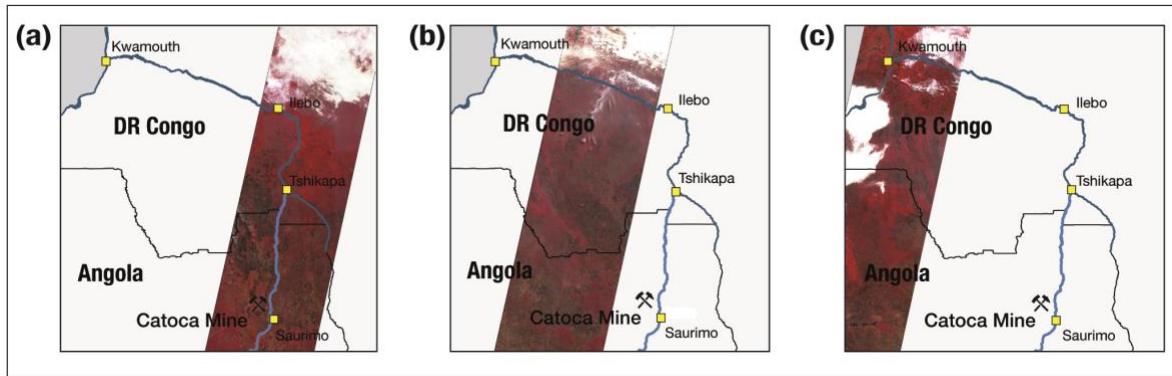 (a)
Kwamouth
Ilebo
DR Congo
Tshikapa
Angola
Catoca Mine
Saurimo
(b)
Kwamouth
Ilebo
DR Congo
Tshikapa
Angola
Catoca Mine
Saurimo
(c)
Kwamouth
Ilebo
DR Congo
Tshikapa
Angola
Catoca Mine
Saurimo